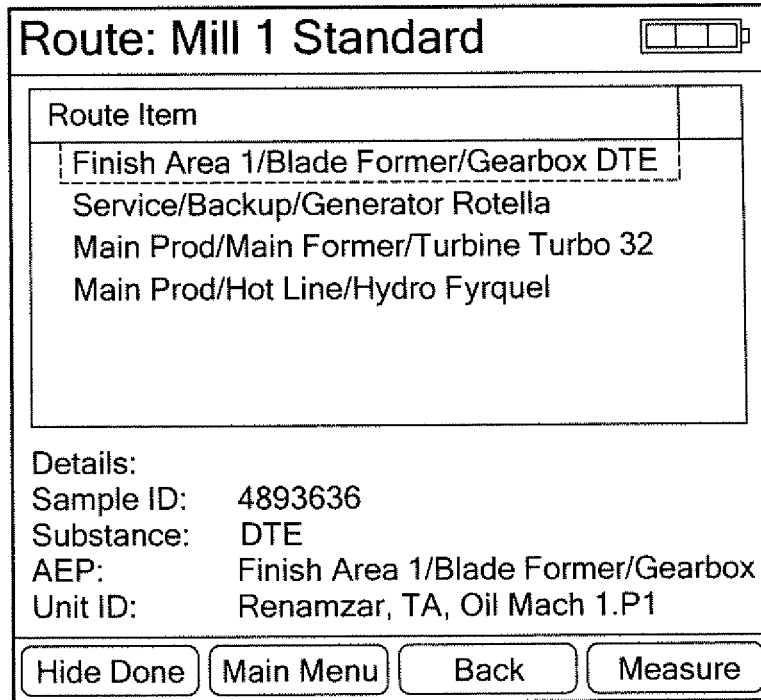 Route: Mill 1 Standard
Route Item
Finish Area 1/Blade Former/Gearbox DTE
Service/Backup/Generator Rotella
Main Prod/Main Former/Turbine Turbo 32
Main Prod/Hot Line/Hydro Fyrquel
Details:
Sample ID: 4893636
Substance: DTE
AEP: Finish Area 1/Blade Former/Gearbox
Unit ID: Renamzar, TA, Oil Mach 1.P1
Hide Done Main Menu Back Measure